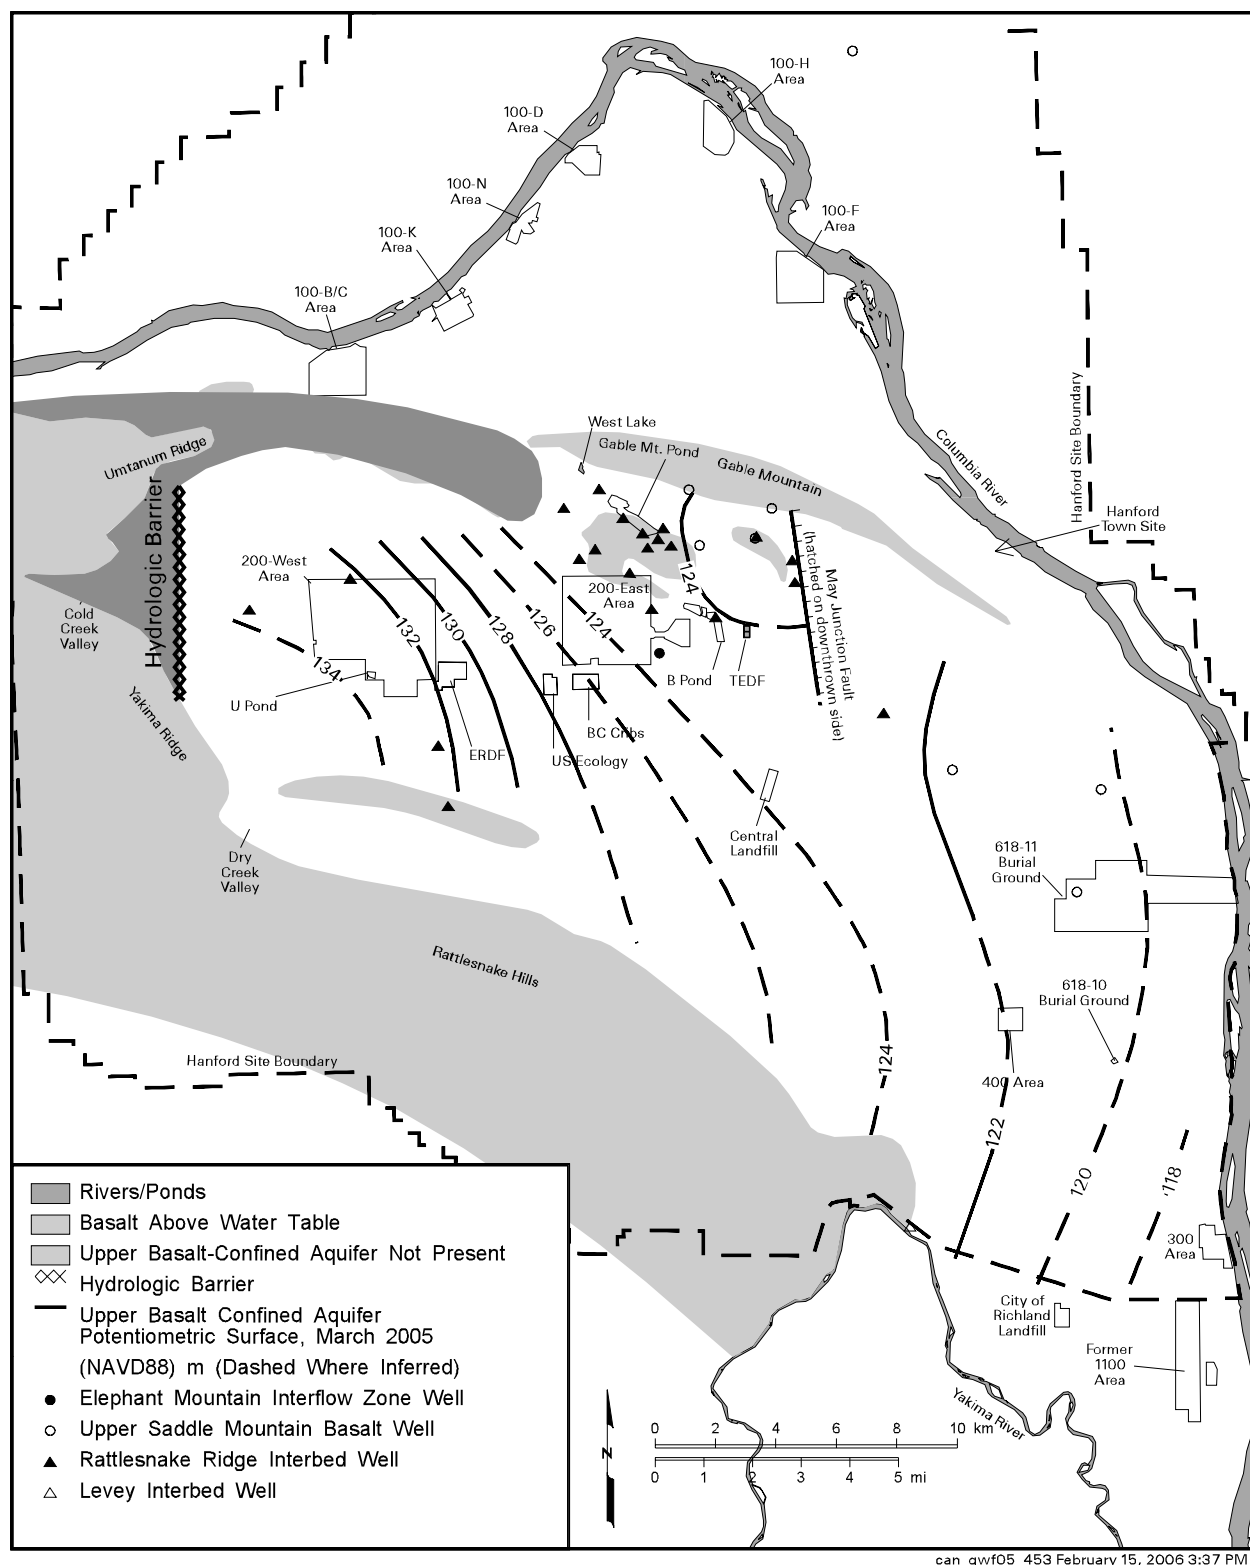 100-H
Area
100-D
Area
100-N
Area
100-F
Area
100-K
Area
100-B/C
Area
Hanford Site Boundary
Columbia River
West Lake
Gable Mt. Pond
Gable Mountain
Umtanum Ridge
Hydrologic Barrier
Hanford
Town Site
200-West
Area
200-East
Area
124
May Junction Fault
(hatched on downthrown side)
Cold
Creek
Valley
134
132
130
128
126
124
U Pond
B Pond
TEDF
Yakima Ridge
ERDF
US Ecology
BC Cribs
Central
Landfill
Dry
Creek
Valley
618-11
Burial
Ground
Rattlesnake Hills
618-10
Burial Ground
Hanford Site Boundary
124
400 Area
122
120
118
300
Area
City of
Richland
Landfill
Former
1100
Area
Yakima River
Rivers/Ponds
Basalt Above Water Table
Upper Basalt-Confined Aquifer Not Present
Hydrologic Barrier
Upper Basalt Confined Aquifer
Potentiometric Surface, March 2005
(NAVD88) m (Dashed Where Inferred)
Elephant Mountain Interflow Zone Well
Upper Saddle Mountain Basalt Well
Rattlesnake Ridge Interbed Well
Levey Interbed Well
N
0 2 4 6 8 10 km
0 1 2 3 4 5 mi
can_gwf05_453 February 15, 2006 3:37 PM